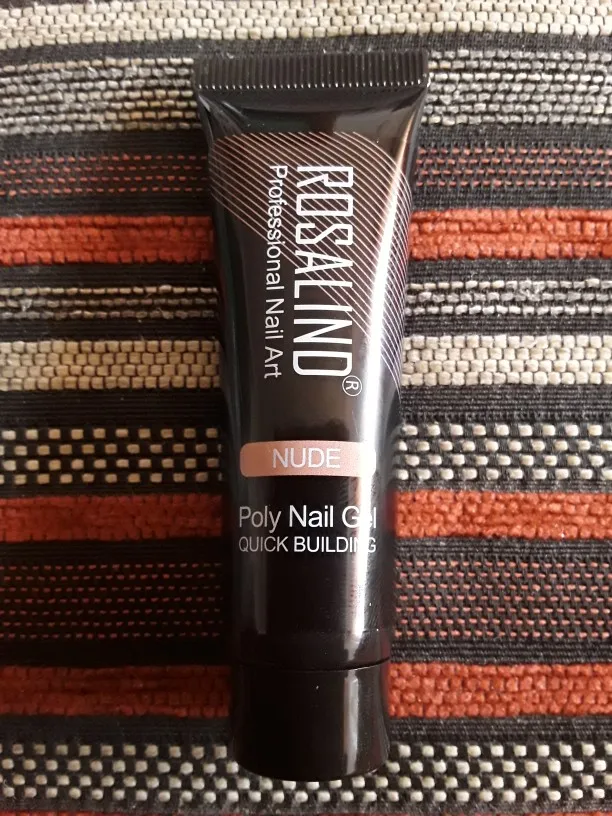 ROSALIND®
Professional Nail Art
NUDE
Poly Nail Gel
QUICK BUILDING